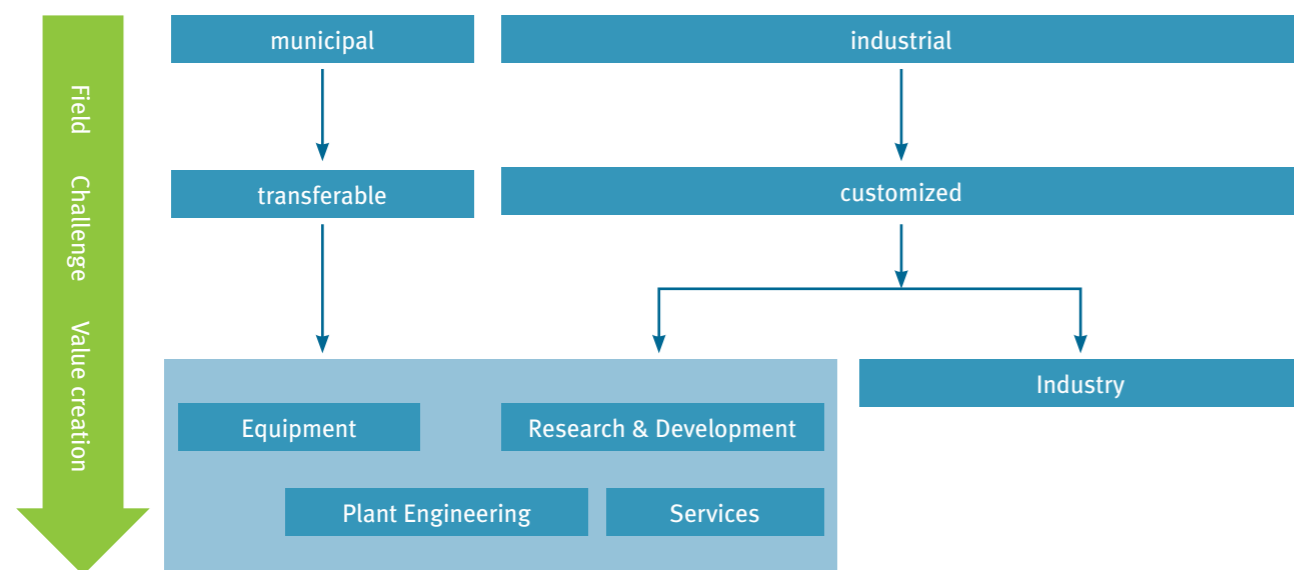 municipal
industrial
Field
transferable
customized
Challenge
Value creation
Industry
Equipment
Research & Development
Plant Engineering
Services